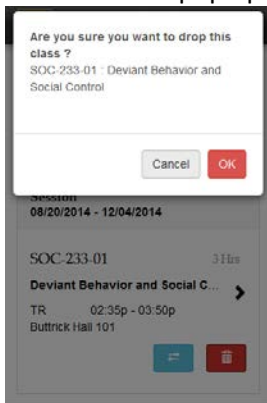 Are you sure you want to drop this
class ?
SOC-233-01 : Deviant Behavior and
Social Control
Cancel
OK
Session
08/20/2014 - 12/04/2014
SOC-233-01
3 Hrs
Deviant Behavior and Social C...
TR 02:35p - 03:50p
Buttrick Hall 101